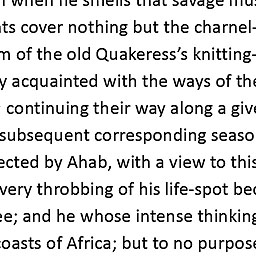 when he smells that savage mus
ts cover nothing but the charnel-
m of the old Quakeress’s knitting-
y acquainted with the ways of the
continuing their way along a give
subsequent corresponding seaso
ected by Ahab, with a view to this
very throbbing of his life-spot bec
ee; and he whose intense thinking
coasts of Africa; but to no purpose